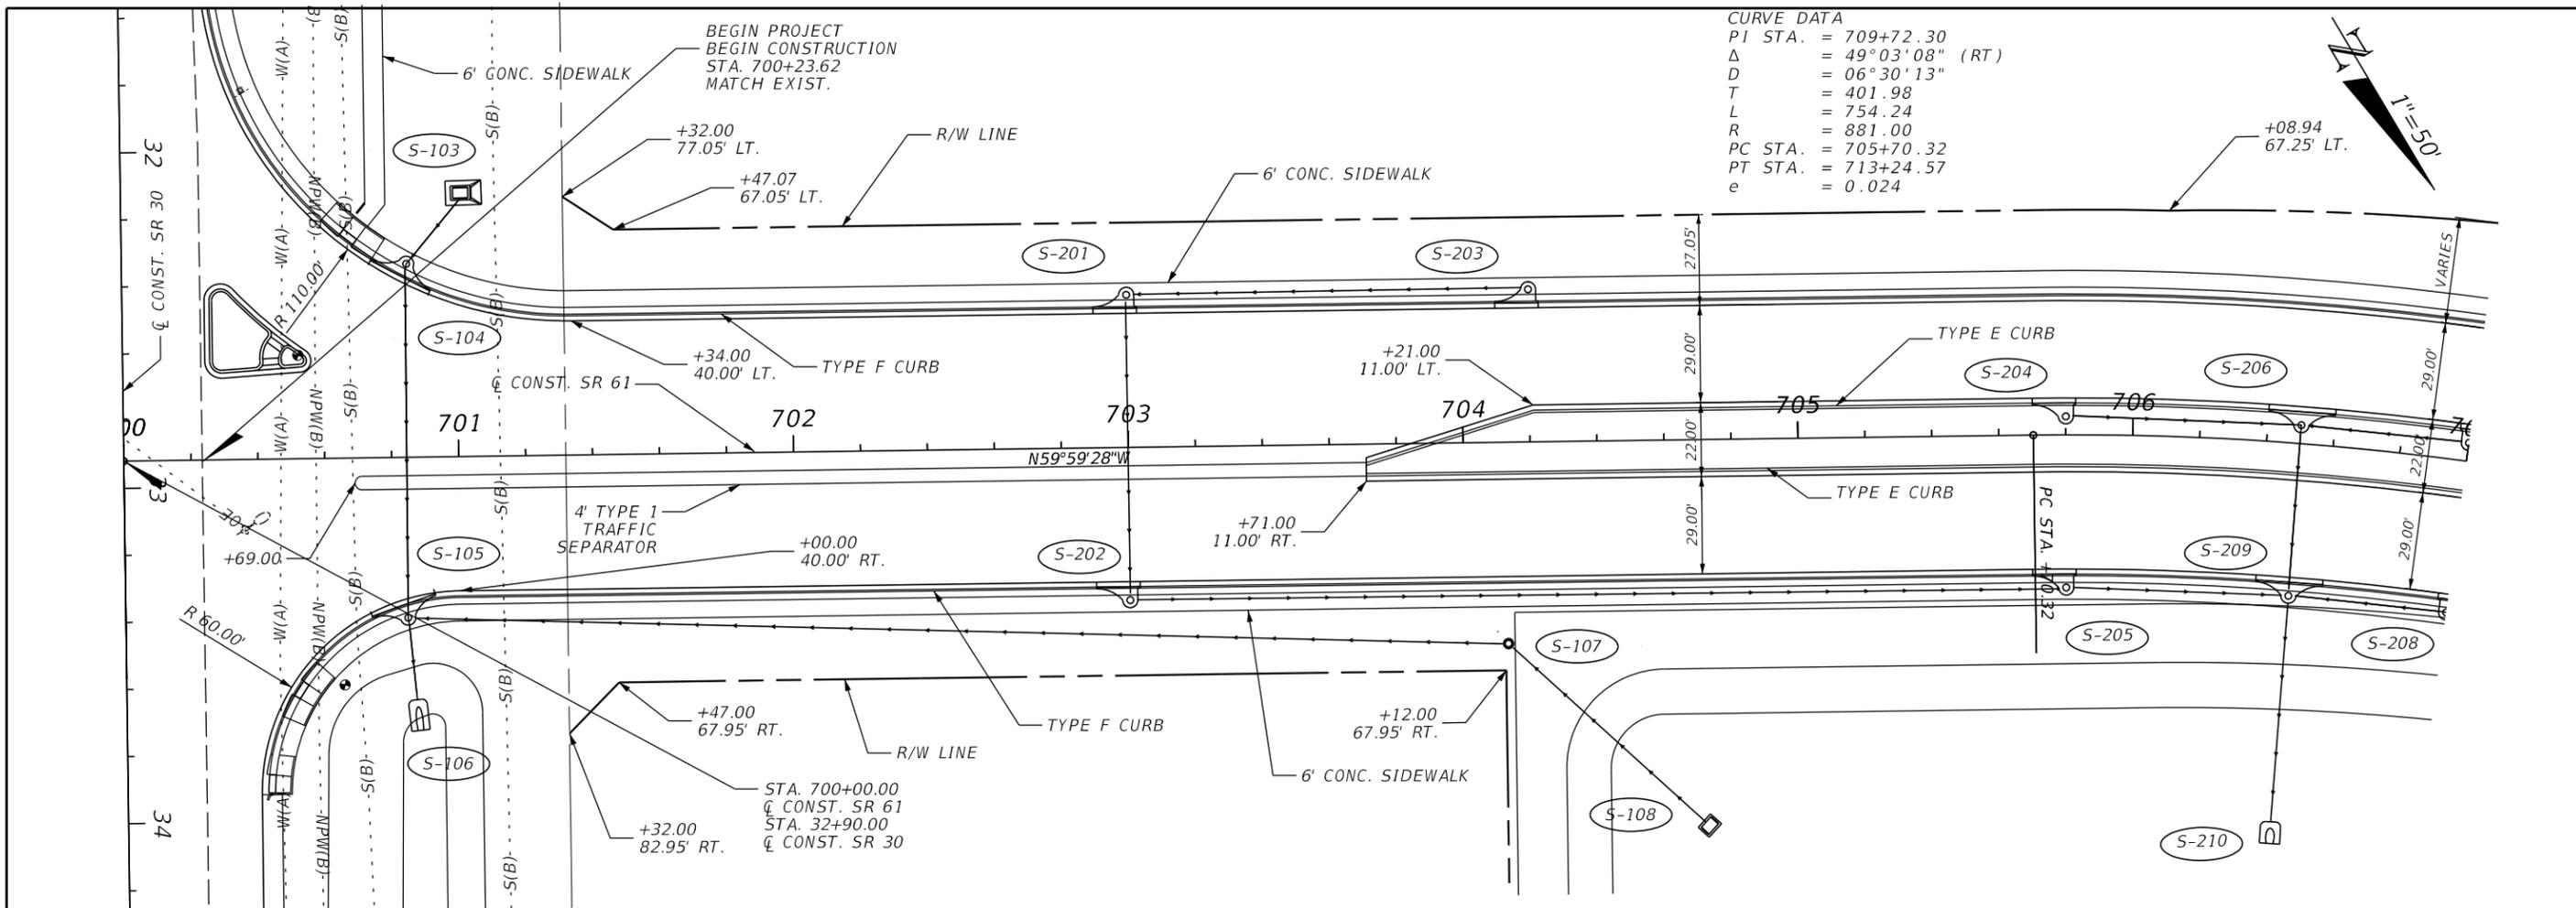 BEGIN PROJECT
BEGIN CONSTRUCTION
STA. 700+23.62
MATCH EXIST.
CURVE DATA
PI STA. = 709+72.30
Δ = 49°03'08" (RT)
D = 06°30'13"
T = 401.98
L = 754.24
R = 881.00
PC STA. = 705+70.32
PT STA. = 713+24.57
e = 0.024
N
1"=50'
6' CONC. SIDEWALK
S-103
+32.00
77.05' LT.
R/W LINE
+47.07
67.05' LT.
6' CONC. SIDEWALK
+08.94
67.25' LT.
32
℄ CONST. SR 30
33
34
W(A)
W(A)
W(A)
W(A)
W(A)
NPW(B)
NPW(B)
NPW(B)
NPW(B)
S(B)
S(B)
S(B)
S(B)
S(B)
S(B)
S(B)
S(B)
S(B)
S(B)
S(B)
R 110.00'
S-104
S-201
S-203
27.05'
VARIES
+34.00
40.00' LT.
TYPE F CURB
℄ CONST. SR 61
+21.00
11.00' LT.
29.00'
TYPE E CURB
S-204
S-206
29.00'
00
701
702
703
704
705
706
N59°59'28"W
22.00'
22.00'
4' TYPE 1
TRAFFIC
SEPARATOR
+69.00
+71.00
11.00' RT.
TYPE E CURB
PC STA. +70.32
29.00'
29.00'
S-105
+00.00
40.00' RT.
S-202
S-209
R 60.00'
S-107
S-205
S-208
+47.00
67.95' RT.
TYPE F CURB
+12.00
67.95' RT.
R/W LINE
6' CONC. SIDEWALK
S-106
STA. 700+00.00
℄ CONST. SR 61
STA. 32+90.00
℄ CONST. SR 30
+32.00
82.95' RT.
S-108
S-210